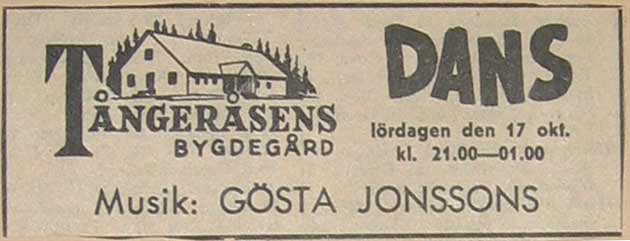 TÅNGERÅSENS
BYGDEGÅRD
DANS
lördagen den 17 okt.
kl. 21.00—01.00
Musik: GÖSTA JONSSONS